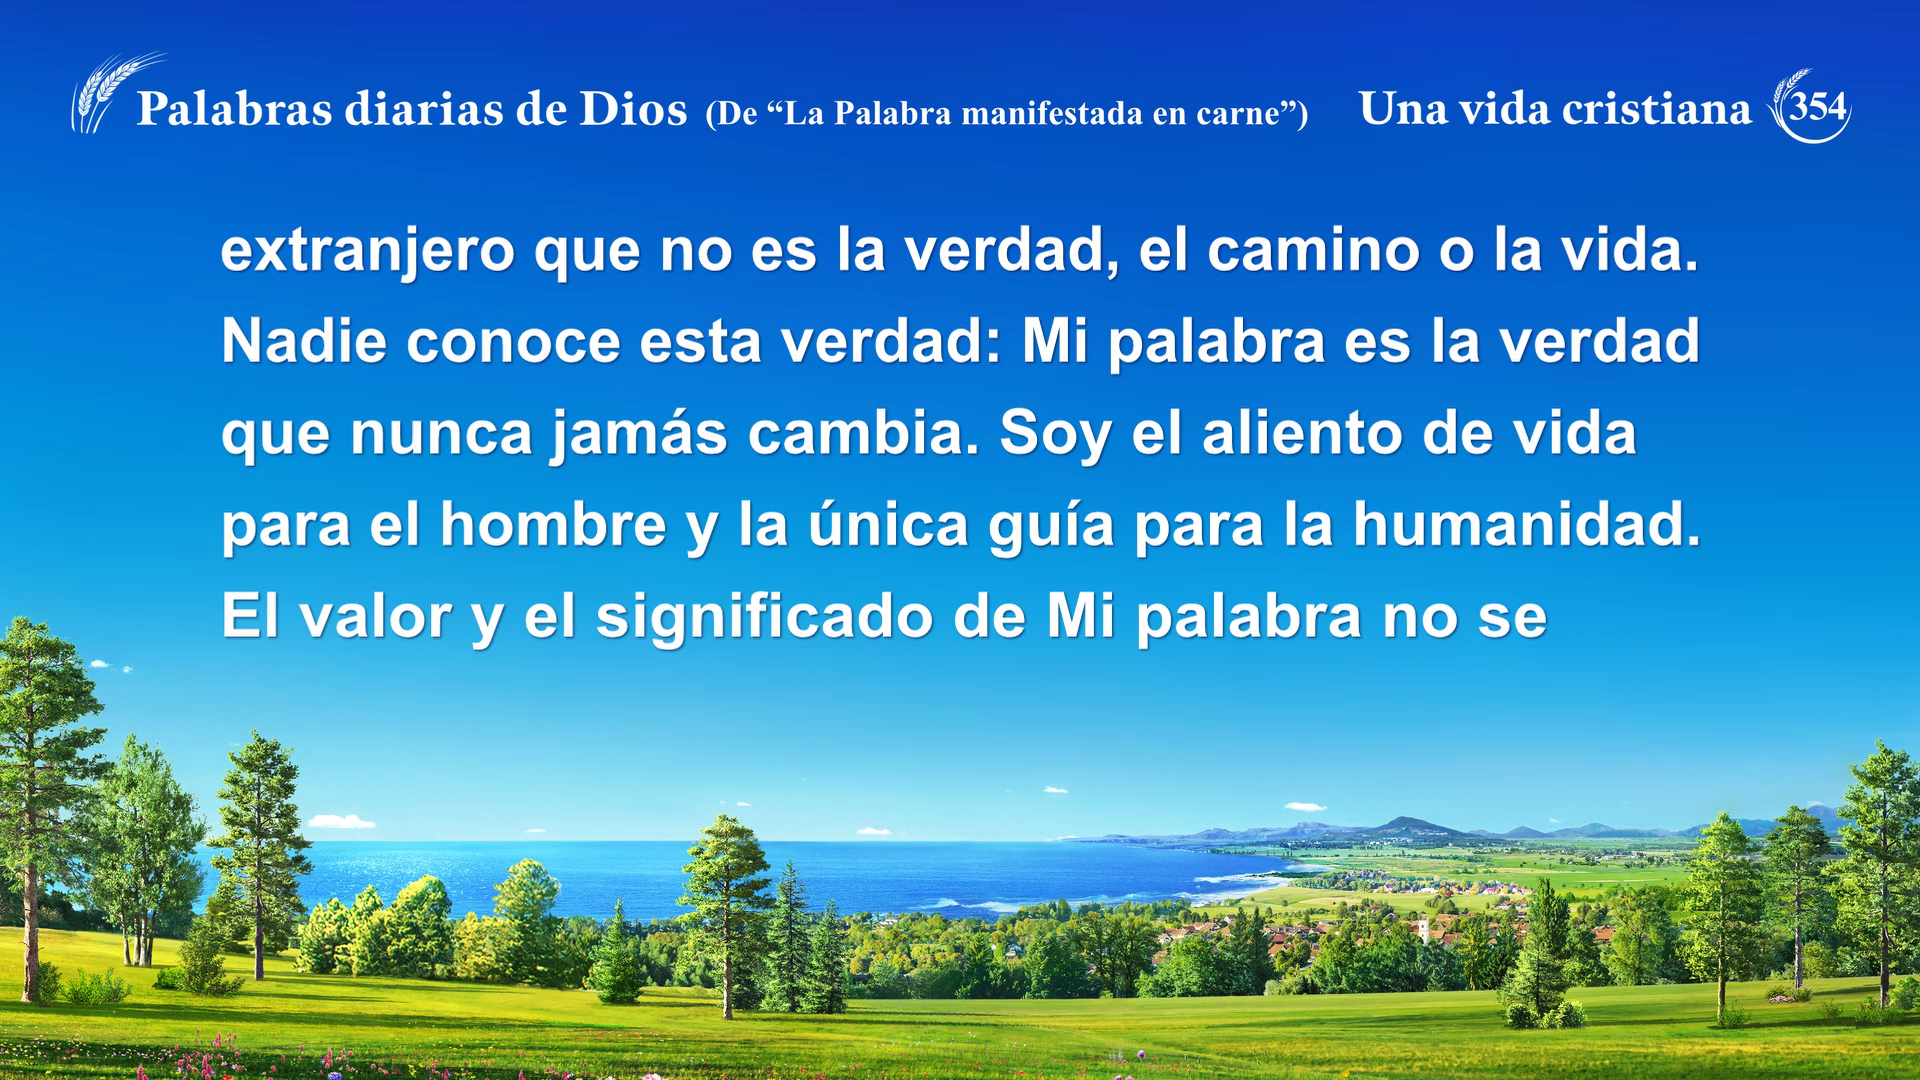 Palabras diarias de Dios (De “La Palabra manifestada en carne”) Una vida cristiana 354
extranjero que no es la verdad, el camino o la vida.
Nadie conoce esta verdad: Mi palabra es la verdad
que nunca jamás cambia. Soy el aliento de vida
para el hombre y la única guía para la humanidad.
El valor y el significado de Mi palabra no se